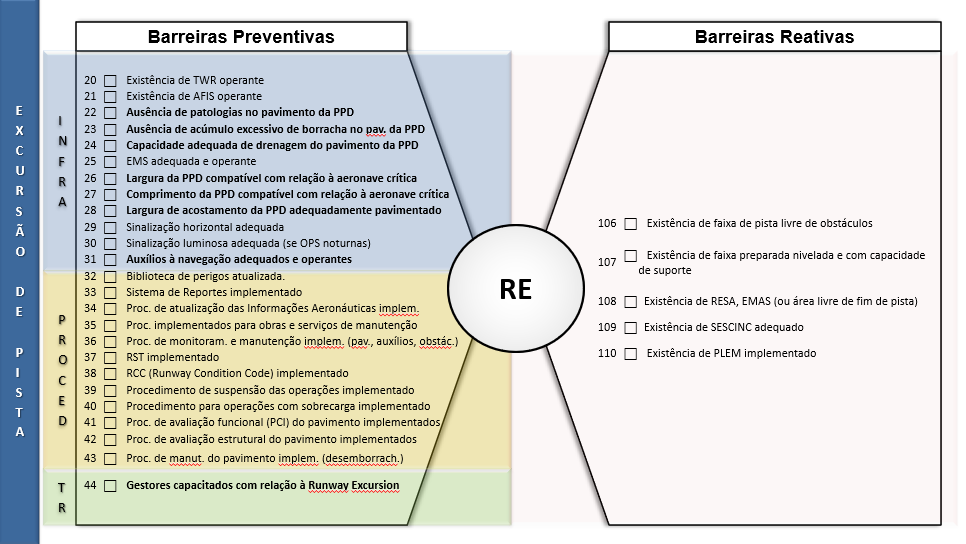 EXCURSÃO DE PISTA
Barreiras Preventivas
INFRA
20 Existência de TWR operante
21 Existência de AFIS operante
22 Ausência de patologias no pavimento da PPD
23 Ausência de acúmulo excessivo de borracha no pav. da PPD
24 Capacidade adequada de drenagem do pavimento da PPD
25 EMS adequada e operante
26 Largura da PPD compatível com relação à aeronave crítica
27 Comprimento da PPD compatível com relação à aeronave crítica
28 Largura de acostamento da PPD adequadamente pavimentado
29 Sinalização horizontal adequada
30 Sinalização luminosa adequada (se OPS noturnas)
31 Auxílios à navegação adequados e operantes
PROCED
32 Biblioteca de perigos atualizada.
33 Sistema de Reportes implementado
34 Proc. de atualização das Informações Aeronáuticas implem.
35 Proc. implementados para obras e serviços de manutenção
36 Proc. de monitoram. e manutenção implem. (pav., auxílios, obstác.)
37 RST implementado
38 RCC (Runway Condition Code) implementado
39 Procedimento de suspensão das operações implementado
40 Procedimento para operações com sobrecarga implementado
41 Proc. de avaliação funcional (PCI) do pavimento implementados
42 Proc. de avaliação estrutural do pavimento implementados
43 Proc. de manut. do pavimento implem. (desemborrach.)
TR
44 Gestores capacitados com relação à Runway Excursion
RE
Barreiras Reativas
106 Existência de faixa de pista livre de obstáculos
107 Existência de faixa preparada nivelada e com capacidade
de suporte
108 Existência de RESA, EMAS (ou área livre de fim de pista)
109 Existência de SESCINC adequado
110 Existência de PLEM implementado